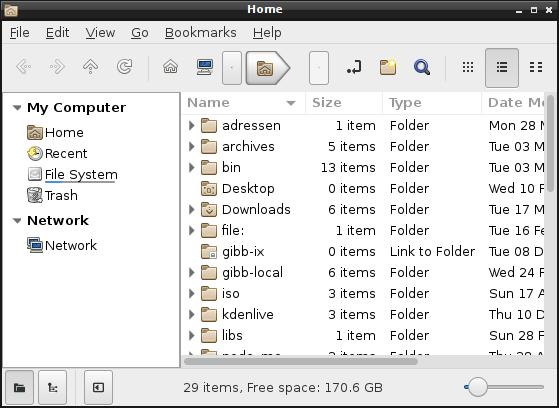 Home
File Edit View Go Bookmarks Help
My Computer
Home
Recent
File System
Trash
Network
Network
Name Size Type Date Mo
adressen 1 item Folder Mon 28 M
archives 5 items Folder Tue 03 M
bin 13 items Folder Tue 03 M
Desktop 0 items Folder Wed 10 F
Downloads 6 items Folder Tue 17 M
file: 1 item Folder Tue 16 Fe
gibb-ix 0 items Link to Folder Tue 08 D
gibb-local 6 items Folder Wed 24 F
iso 3 items Folder Sun 17 A
kdenlive 3 items Folder Thu 10 D
libs 1 item Folder Sun 28 F
29 items, Free space: 170.6 GB